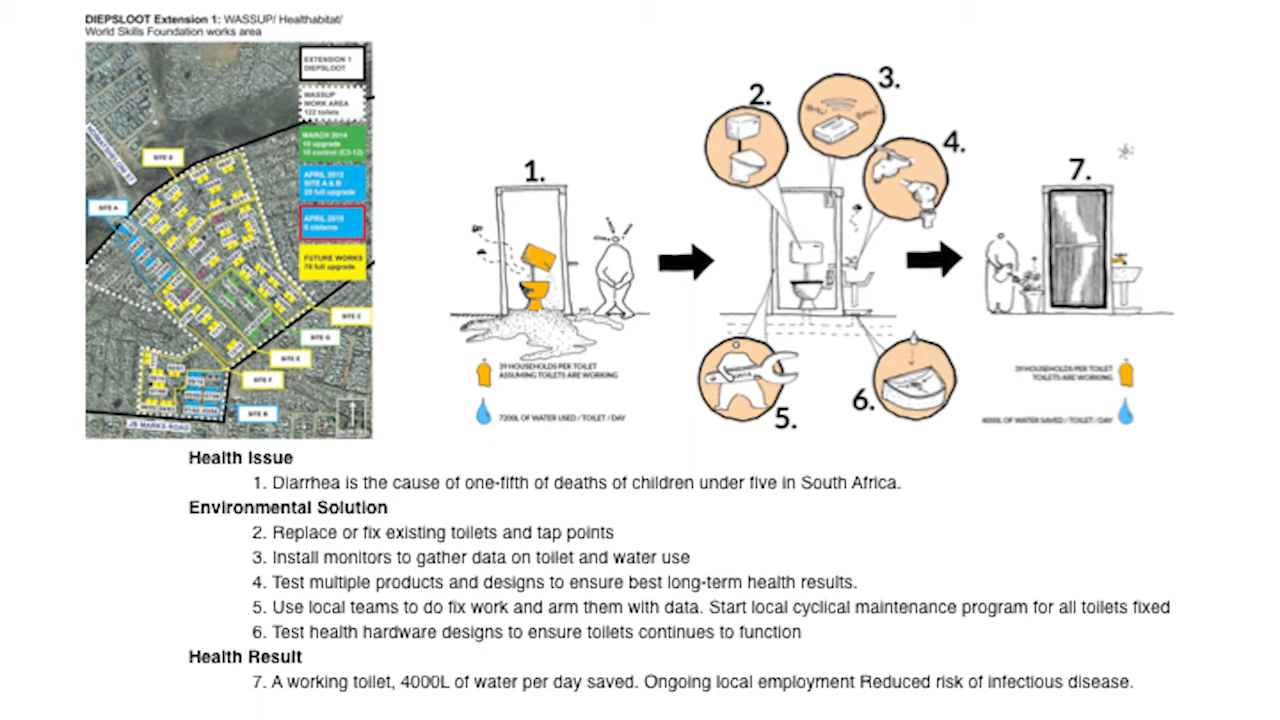 DIEPSLOOT Extension 1: WASSUP/ Healthabitat/
World Skills Foundation works area
EXTENSION 1
DIEPSLOOT
WASSUP
WORK AREA
122 toilets
MARCH 2014
10 upgrade
10 control (C3-12)
APRIL 2015
SITE A & B
20 full upgrade
APRIL 2015
6 cisterns
FUTURE WORKS
78 full upgrade
SITE D
SITE A
SITE C
SITE G
SITE E
SITE F
SITE B
JB MARKS ROAD
1.
2.
3.
4.
5.
6.
7.
39 HOUSEHOLDS PER TOILET
ASSUMING TOILETS ARE WORKING
7200L OF WATER USED / TOILET / DAY
39 HOUSEHOLDS PER TOILET
TOILETS ARE WORKING
4000L OF WATER SAVED / TOILET / DAY
Health Issue
1. Diarrhea is the cause of one-fifth of deaths of children under five in South Africa.
Environmental Solution
2. Replace or fix existing toilets and tap points
3. Install monitors to gather data on toilet and water use
4. Test multiple products and designs to ensure best long-term health results.
5. Use local teams to do fix work and arm them with data. Start local cyclical maintenance program for all toilets fixed
6. Test health hardware designs to ensure toilets continues to function
Health Result
7. A working toilet, 4000L of water per day saved. Ongoing local employment Reduced risk of infectious disease.